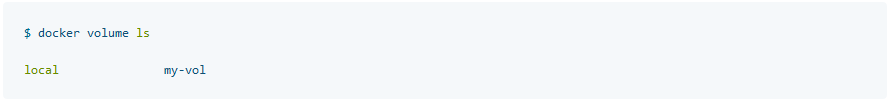 $ docker volume ls
local               my-vol